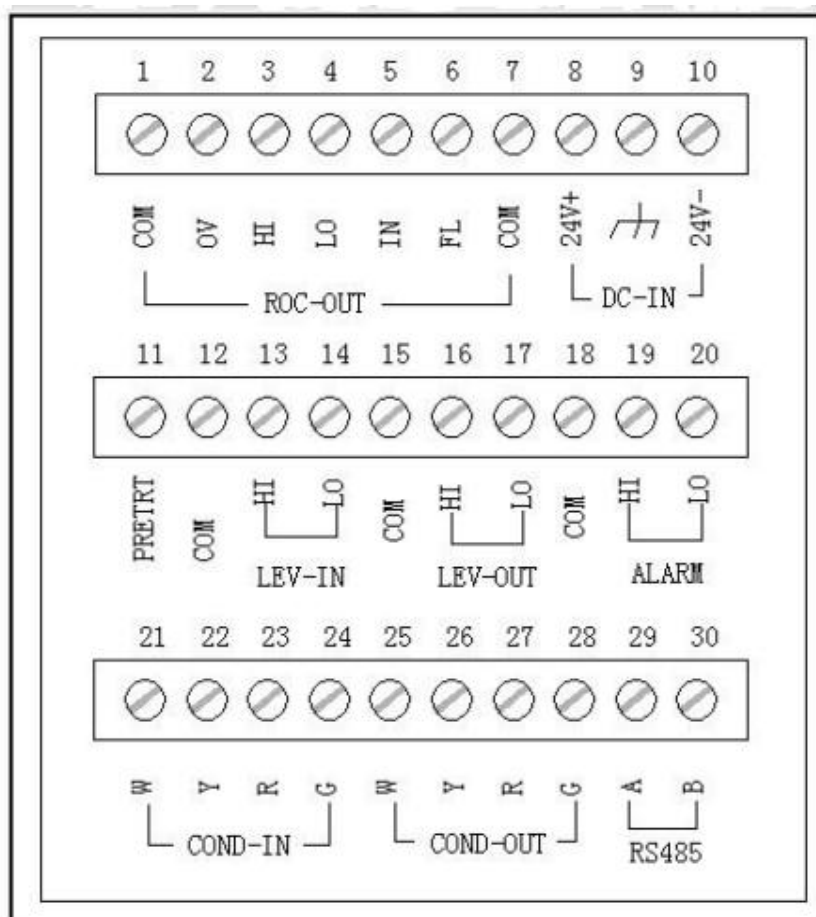 1 2 3 4 5 6 7 8 9 10
COM OV HI LO IN FL COM 24V+ 24V-
ROC-OUT DC-IN
11 12 13 14 15 16 17 18 19 20
PRETRT COM HI LO COM HI LO COM HI LO
LEV-IN LEV-OUT ALARM
21 22 23 24 25 26 27 28 29 30
W Y R G W Y R G A B
COND-IN COND-OUT RS485